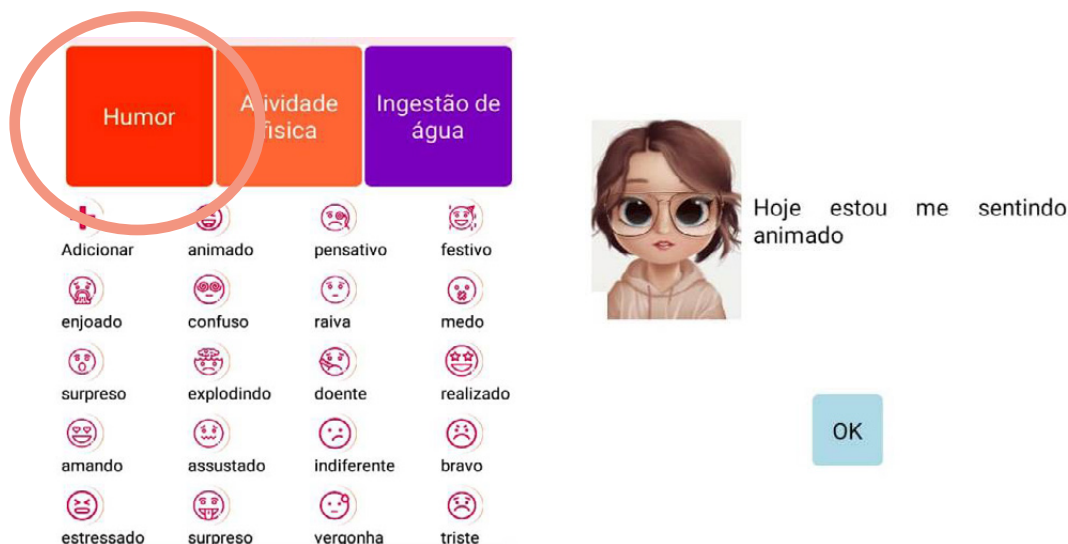 Humor
Atividade
fisica
Ingestão de
água
Adicionar
animado
pensativo
festivo
enjoado
confuso
raiva
medo
surpreso
explodindo
doente
realizado
amando
assustado
indiferente
bravo
estressado
surpreso
vergonha
triste
Hoje estou me sentindo
animado
OK